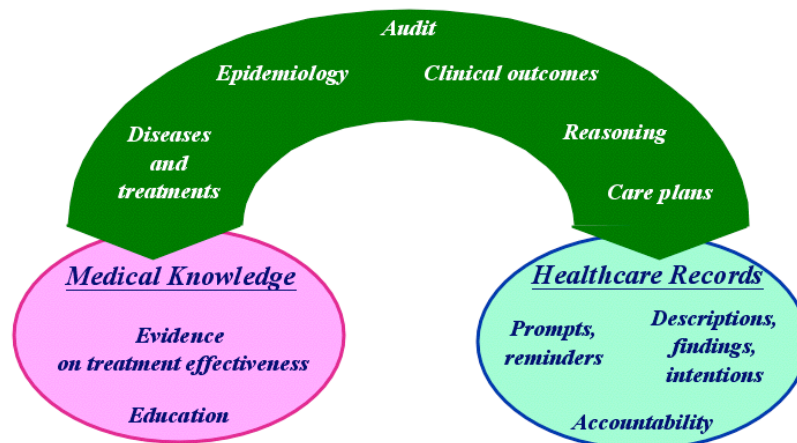 Audit
Epidemiology
Clinical outcomes
Diseases
and
treatments
Reasoning
Care plans
Medical Knowledge
Evidence
on treatment effectiveness
Education
Healthcare Records
Prompts,
reminders
Descriptions,
findings,
intentions
Accountability